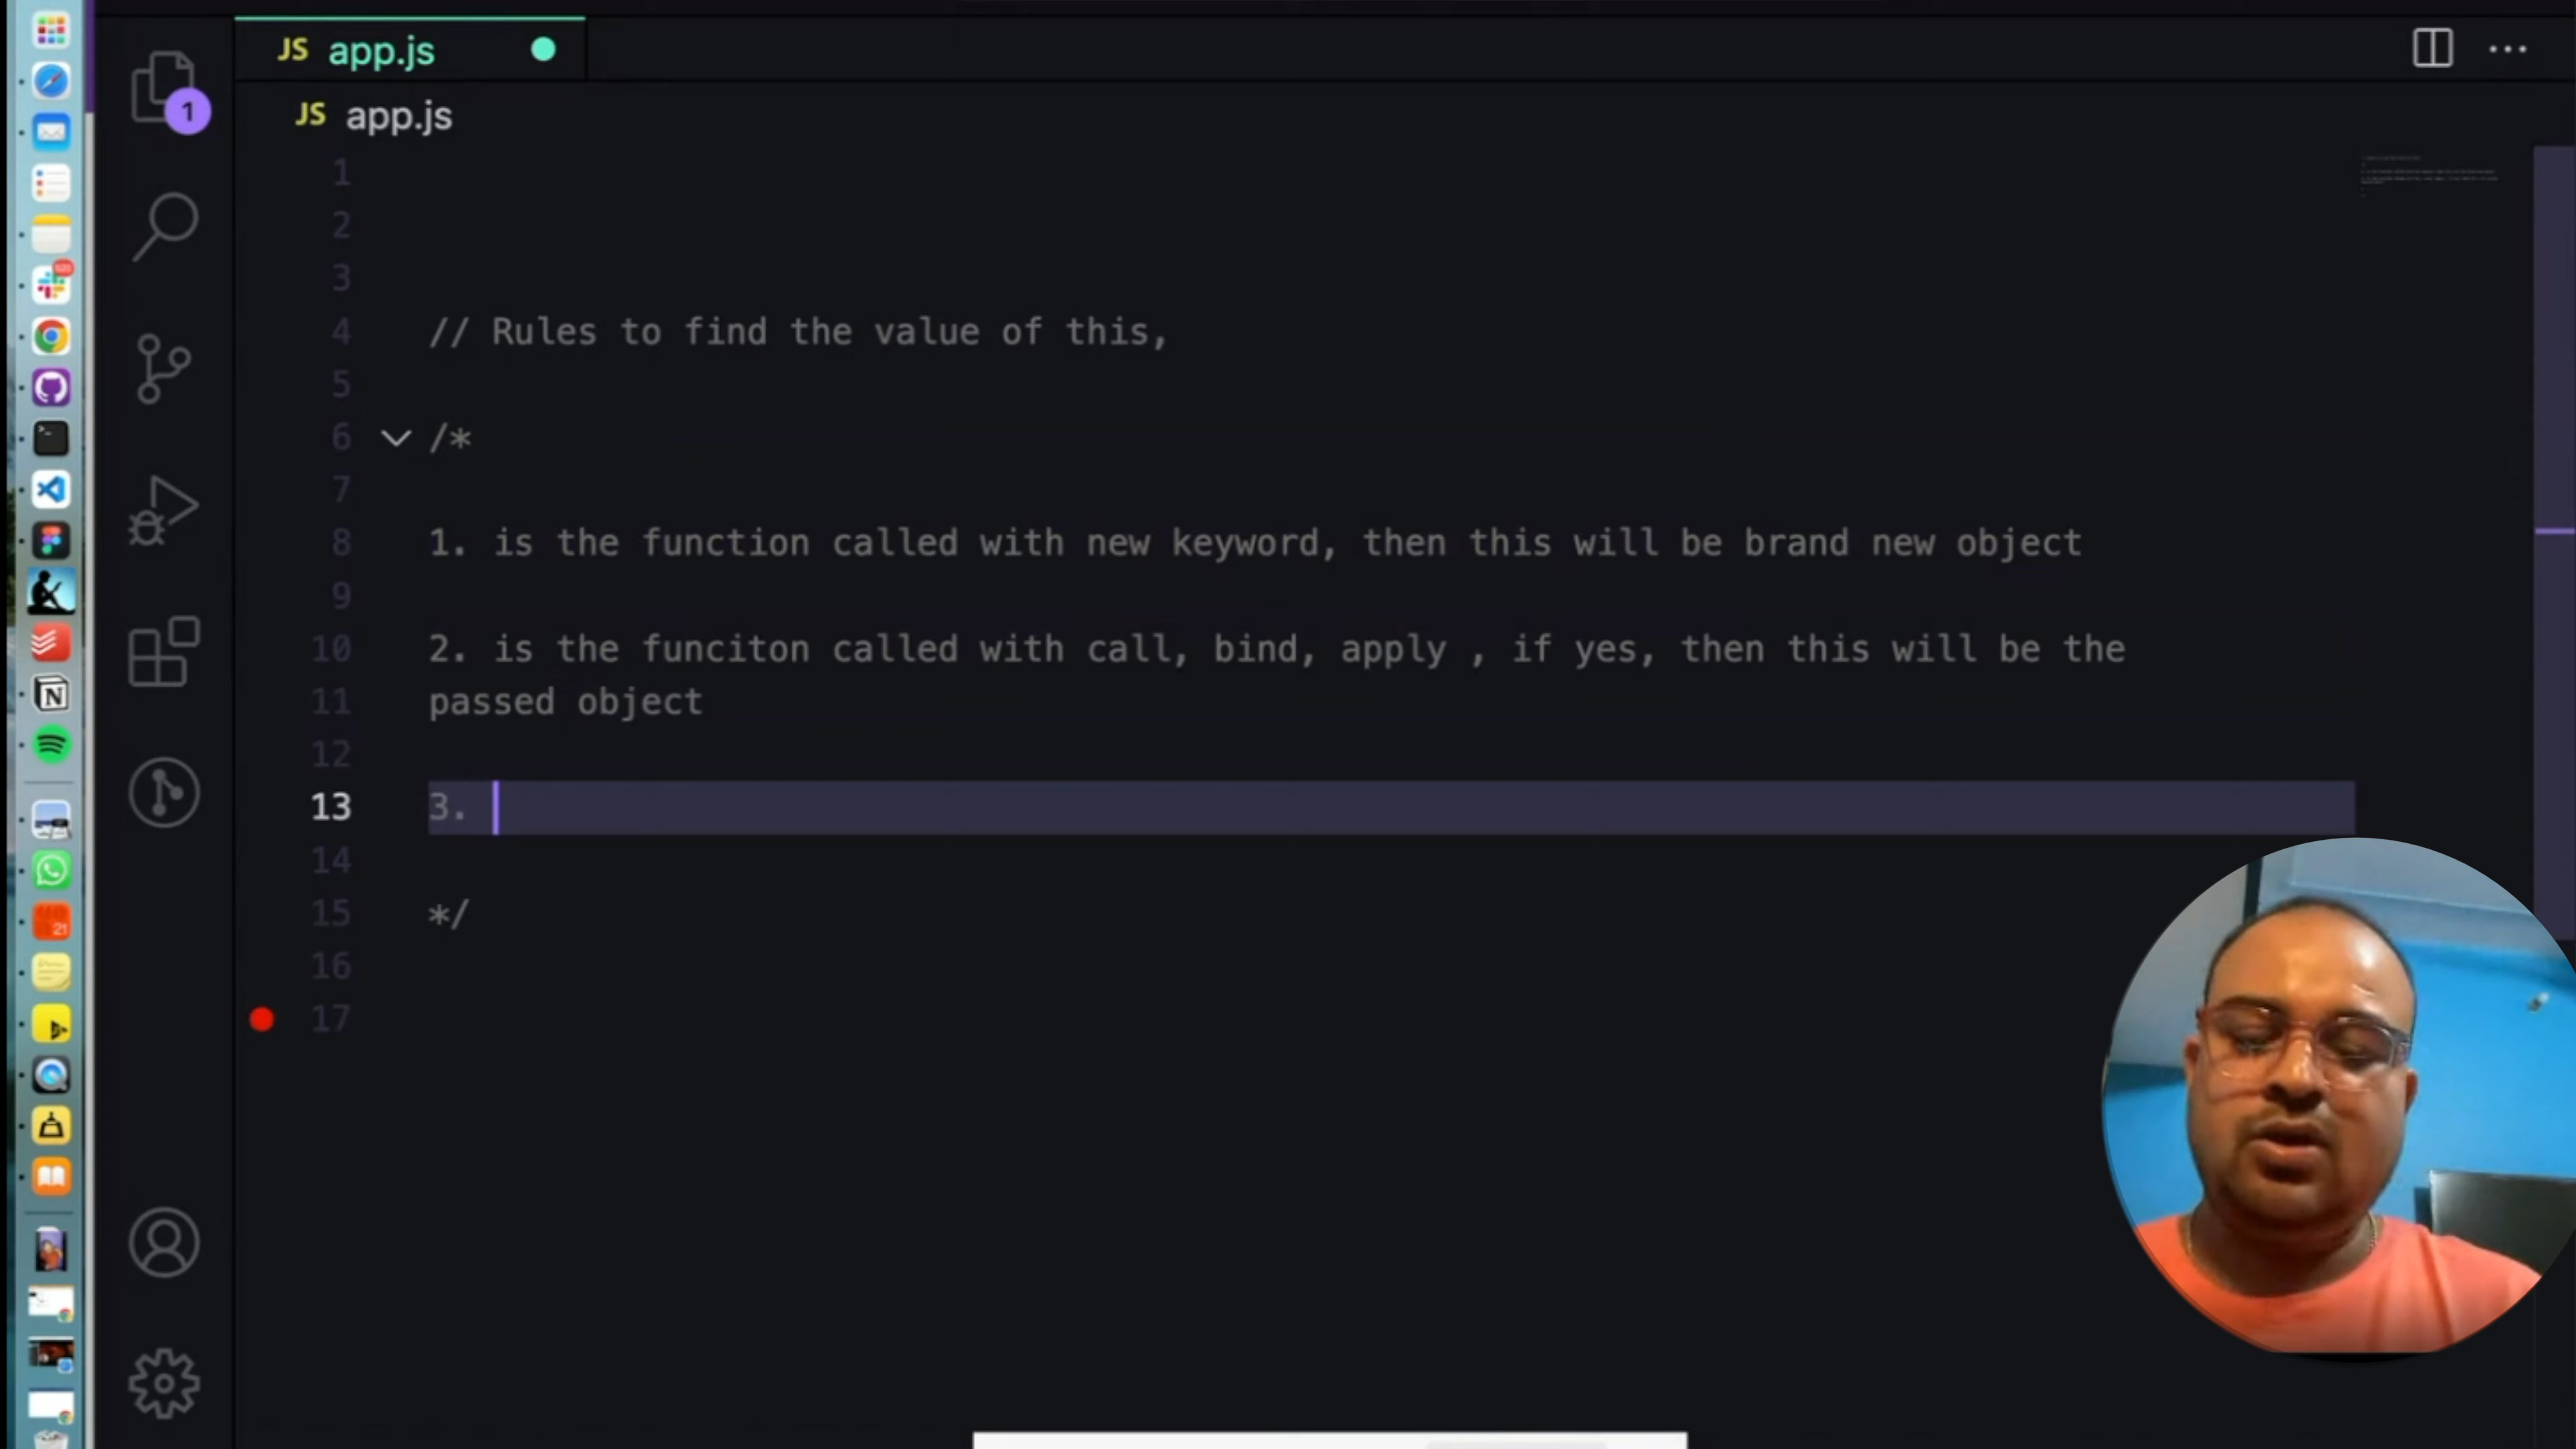 JS app.js
1
JS app.js
1
2
3
4 // Rules to find the value of this,
5
6 /*
7
8 1. is the function called with new keyword, then this will be brand new object
9
10 2. is the funciton called with call, bind, apply , if yes, then this will be the
11 passed object
12
13 3.
14
15 */
16
17
21